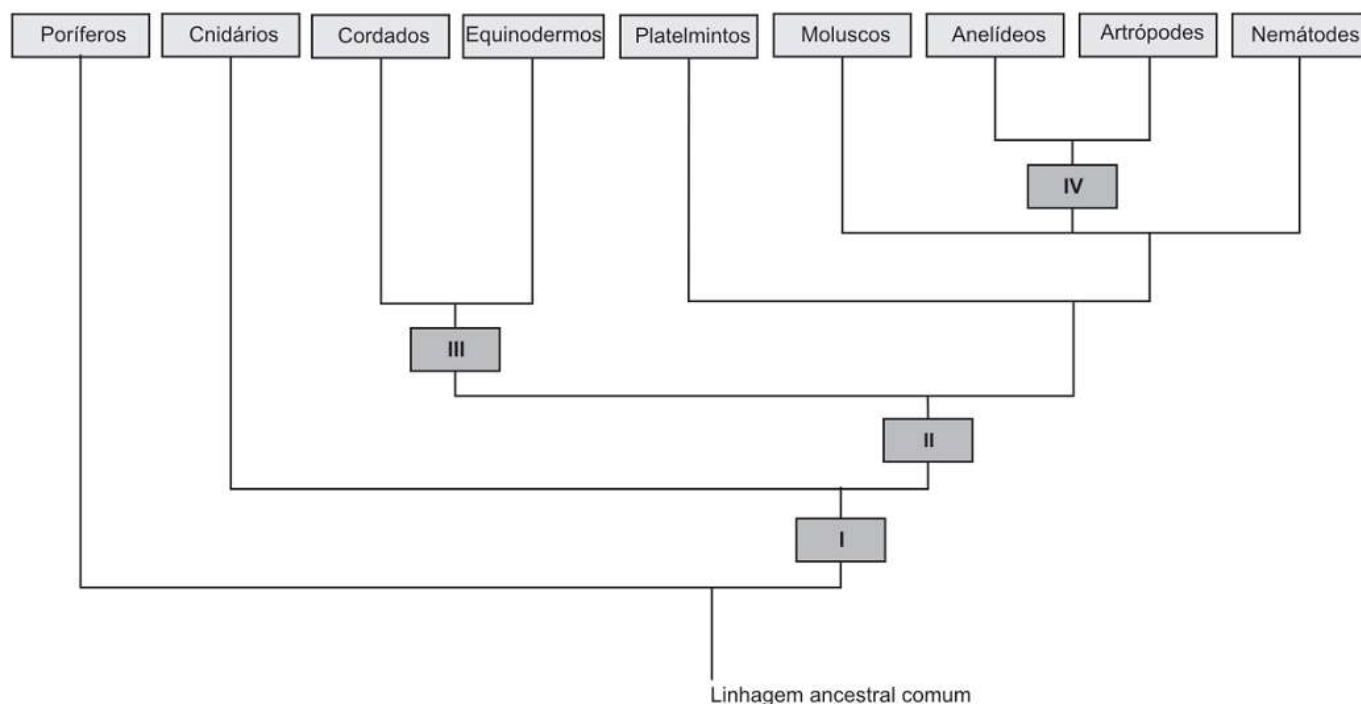 Poríferos
Cnidários
Cordados
Equinodermos
Platelmintos
Moluscos
Anelídeos
Artrópodes
Nemátodes
IV
III
II
I
Linhagem ancestral comum